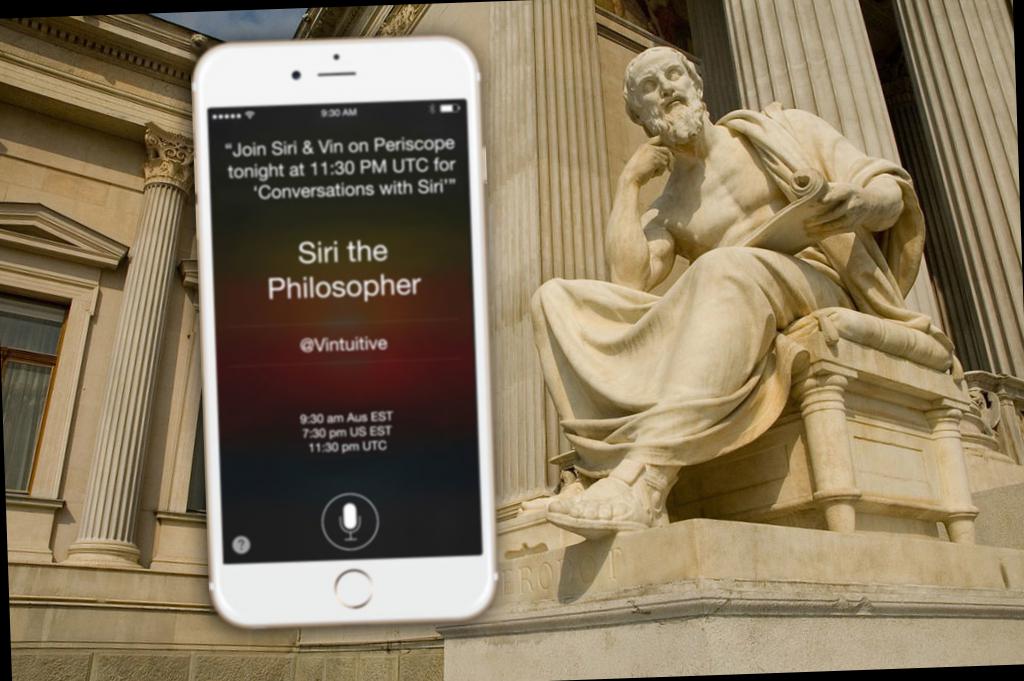 9:30 AM
“Join Siri & Vin on Periscope
tonight at 11:30 PM UTC for
‘Conversations with Siri’”
Siri the
Philosopher
@Vintuitive
9:30 am Aus EST
7:30 pm US EST
11:30 pm UTC
?